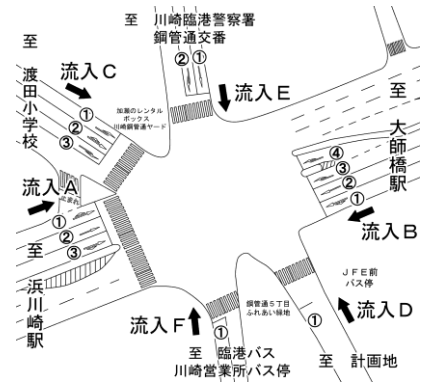 至 川崎臨港警察署
鋼管通交番
至 渡田小学校
流入C
①
②
③
加瀬のレンタル
ボックス
川崎鋼管通ヤード
②
①
流入E
至 大師橋駅
④
③
②
①
流入B
流入A
止まれ
①
②
③
至 浜川崎駅
JFE前
バス停
流入D
鋼管通5丁目
ふれあい緑地
①
流入F
①
至 臨港バス
川崎営業所バス停
至 計画地